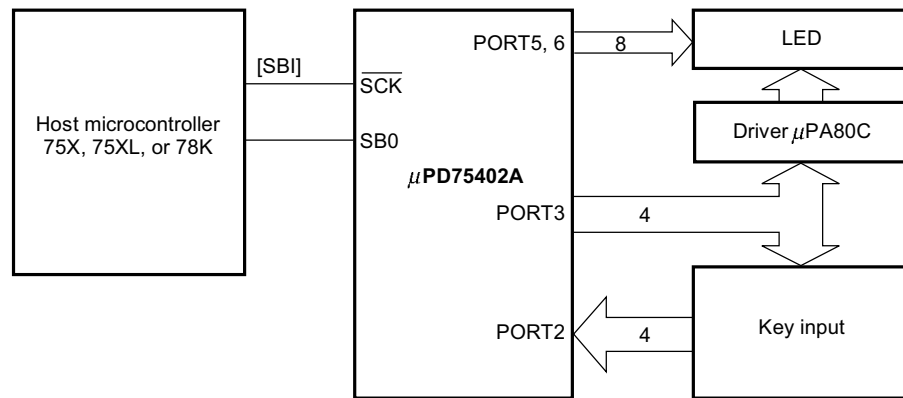 Host microcontroller
75X, 75XL, or 78K
[SBI]
SCK
SB0
μPD75402A
PORT5, 6
PORT3
PORT2
8
4
4
LED
Driver μPA80C
Key input